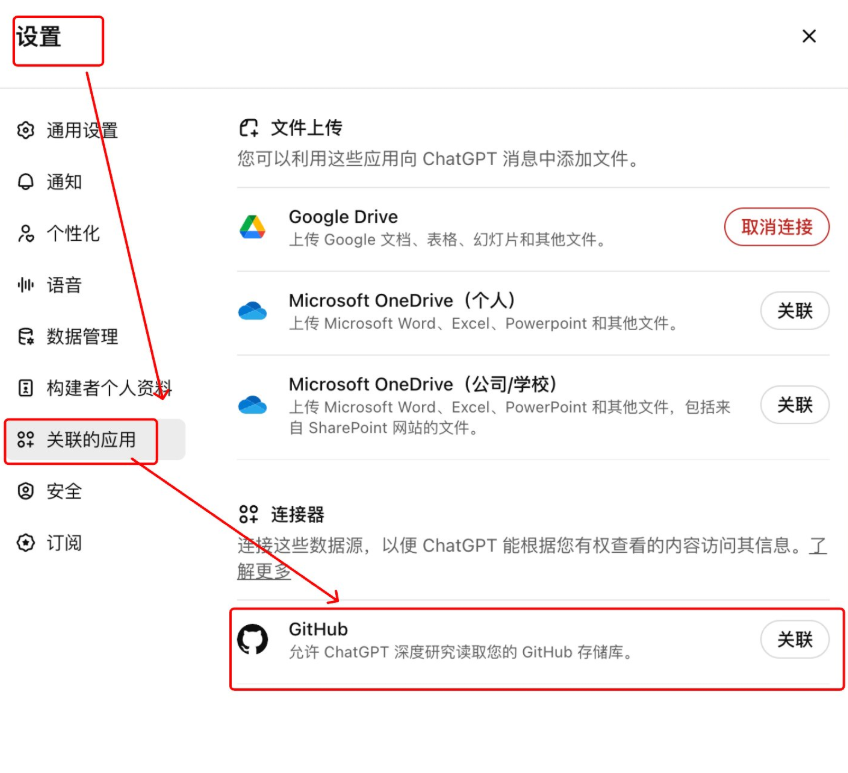 设置
通用设置
通知
个性化
语音
数据管理
构建者个人资料
关联的应用
安全
订阅
文件上传
您可以利用这些应用向 ChatGPT 消息中添加文件。
Google Drive
上传 Google 文档、表格、幻灯片和其他文件。
取消连接
Microsoft OneDrive（个人）
上传 Microsoft Word、Excel、Powerpoint 和其他文件。
关联
Microsoft OneDrive（公司/学校）
上传 Microsoft Word、Excel、PowerPoint 和其他文件，包括来
自 SharePoint 网站的文件。
关联
连接器
连接这些数据源，以便 ChatGPT 能根据您有权查看的内容访问其信息。了
解更多
GitHub
允许 ChatGPT 深度研究读取您的 GitHub 存储库。
关联